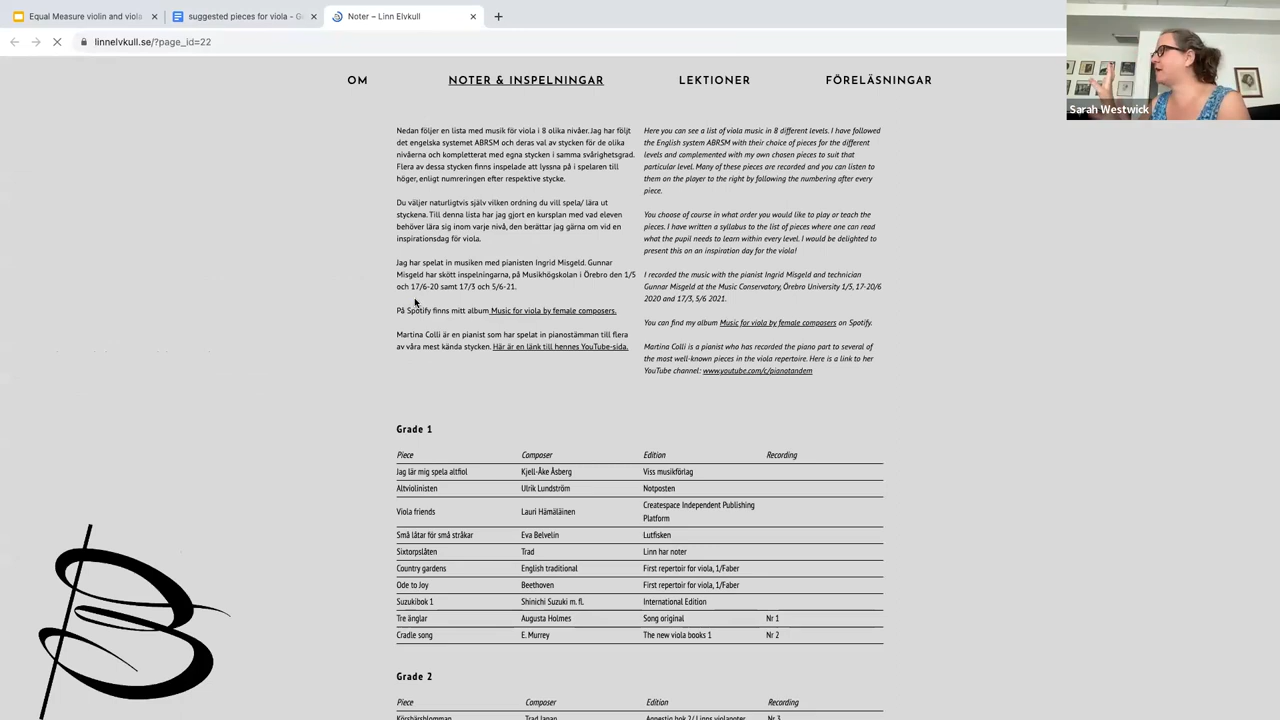 Equal Measure violin and viola
suggested pieces for viola - G
Noter – Linn Elvkull
linnelvkull.se/?page_id=22
Sarah Westwick
OM
NOTER & INSPELNINGAR
LEKTIONER
FÖRELÄSNINGAR
Nedan följer en lista med musik för viola i 8 olika nivåer. Jag har följt
det engelska systemet ABRSM och deras val av stycken för de olika
nivåerna och kompletterat med egna stycken i samma svårighetsgrad.
Flera av dessa stycken finns inspelade att lyssna på i spelaren till
höger, enligt numreringen efter respektive stycke.
Du väljer naturligtvis själv vilken ordning du vill spela/ lära ut
styckena. Till denna lista har jag gjort en kursplan med vad eleven
behöver lära sig inom varje nivå, den berättar jag gärna om vid en
inspirationsdag för viola.
Jag har spelat in musiken med pianisten Ingrid Misgeld. Gunnar
Misgeld har skött inspelningarna, på Musikhögskolan i Örebro den 1/5
och 17/6-20 samt 17/3 och 5/6-21.
På Spotify finns mitt album Music for viola by female composers.
Martina Colli är en pianist som har spelat in pianostämman till flera
av våra mest kända stycken. Här är en länk till hennes YouTube-sida.
Here you can see a list of viola music in 8 different levels. I have followed
the English system ABRSM with their choice of pieces for the different
levels and complemented with my own chosen pieces to suit that
particular level. Many of these pieces are recorded and you can listen to
them on the player to the right by following the numbering after every
piece.
You choose of course in what order you would like to play or teach the
pieces. I have written a syllabus to the list of pieces where one can read
what the pupil needs to learn within every level. I would be delighted to
present this on an inspiration day for the viola!
I recorded the music with the pianist Ingrid Misgeld and technician
Gunnar Misgeld at the Music Conservatory, Örebro University 1/5, 17-20/6
2020 and 17/3, 5/6 2021.
You can find my album Music for viola by female composers on Spotify.
Martina Colli is a pianist who has recorded the piano part to several of
the most well-known pieces in the viola repertoire. Here is a link to her
YouTube channel: www.youtube.com/c/pianotandem
Grade 1
Piece Composer Edition Recording
Jag lär mig spela altfiol Kjell-Åke Åsberg Viss musikförlag
Altviolinisten Ulrik Lundström Notposten
Viola friends Lauri Hämäläinen Createspace Independent Publishing
Platform
Små låtar för små stråkar Eva Belvelin Lutfisken
Sixtorpslåten Trad Linn har noter
Country gardens English traditional First repertoir for viola, 1/Faber
Ode to Joy Beethoven First repertoir for viola, 1/Faber
Suzukibok 1 Shinichi Suzuki m. fl. International Edition
Tre änglar Augusta Holmes Song original Nr 1
Cradle song E. Murrey The new viola books 1 Nr 2
Grade 2
Piece Composer Edition Recording
Körsbärsblomman Trad Japan Agnestig bok 2/ Linns violanoter Nr 3